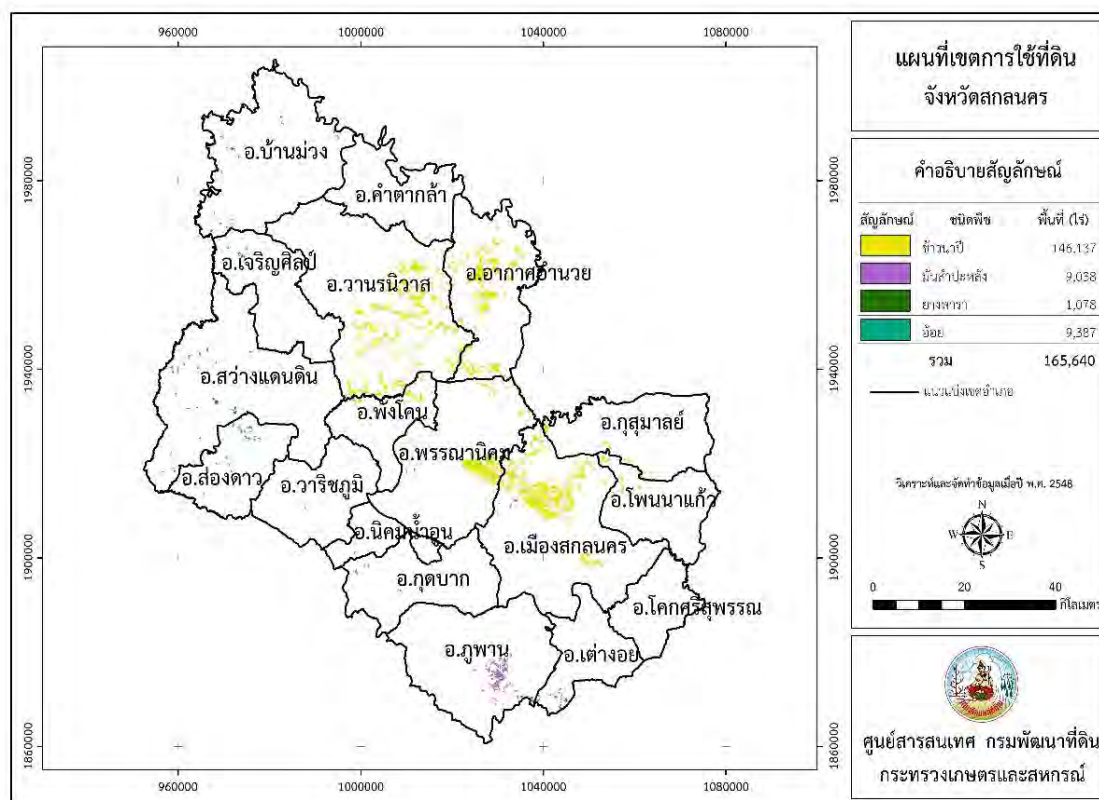 960000 1000000 1040000 1080000
แผนที่เขตการใช้ที่ดิน
จังหวัดสกลนคร
คำอธิบายสัญลักษณ์
สัญลักษณ์ ชนิดพืช พื้นที่ (ไร่)
ข้าวนาปี 146,137
มันสำปะหลัง 9,038
ยางพารา 1,078
อ้อย 9,387
รวม 165,640
แนวแบ่งเขตอำเภอ
วิเคราะห์และจัดทำข้อมูลเมื่อปี พ.ศ. 2548
N
W E
S
0 20 40
กิโลเมตร
ศูนย์สารสนเทศ กรมพัฒนาที่ดิน
กระทรวงเกษตรและสหกรณ์
1980000 1980000
1940000 1940000
1900000 1900000
1860000 1860000
อ.บ้านม่วง
อ.คำตากล้า
อ.เจริญศิลป์
อ.วานรนิวาส
อ.อากาศอำนวย
อ.สว่างแดนดิน
อ.พังโคน
อ.กุสุมาลย์
อ.พรรณานิคม
อ.ส่องดาว
อ.วาริชภูมิ
อ.โพนนาแก้ว
อ.นิคมน้ำอูน
อ.เมืองสกลนคร
อ.กุดบาก
อ.โคกศรีสุพรรณ
อ.ภูพาน
อ.เต่างอย
960000 1000000 1040000 1080000